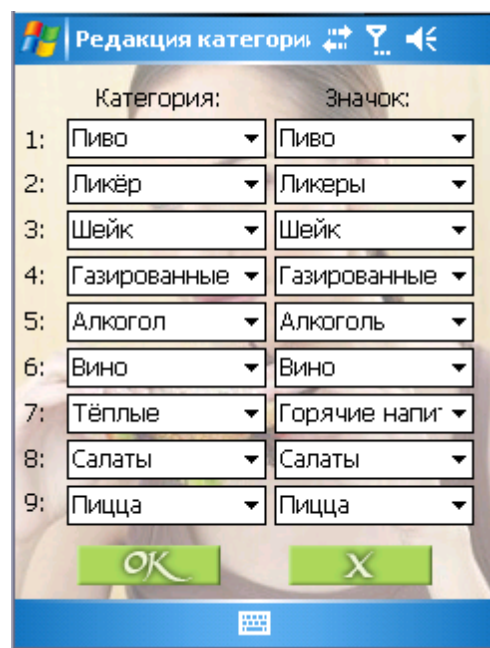 Редакция категори
Категория: Значок:
1: Пиво Пиво
2: Ликёр Ликеры
3: Шейк Шейк
4: Газированные Газированные
5: Алкогол Алкоголь
6: Вино Вино
7: Тёплые Горячие напит
8: Салаты Салаты
9: Пицца Пицца
OK X